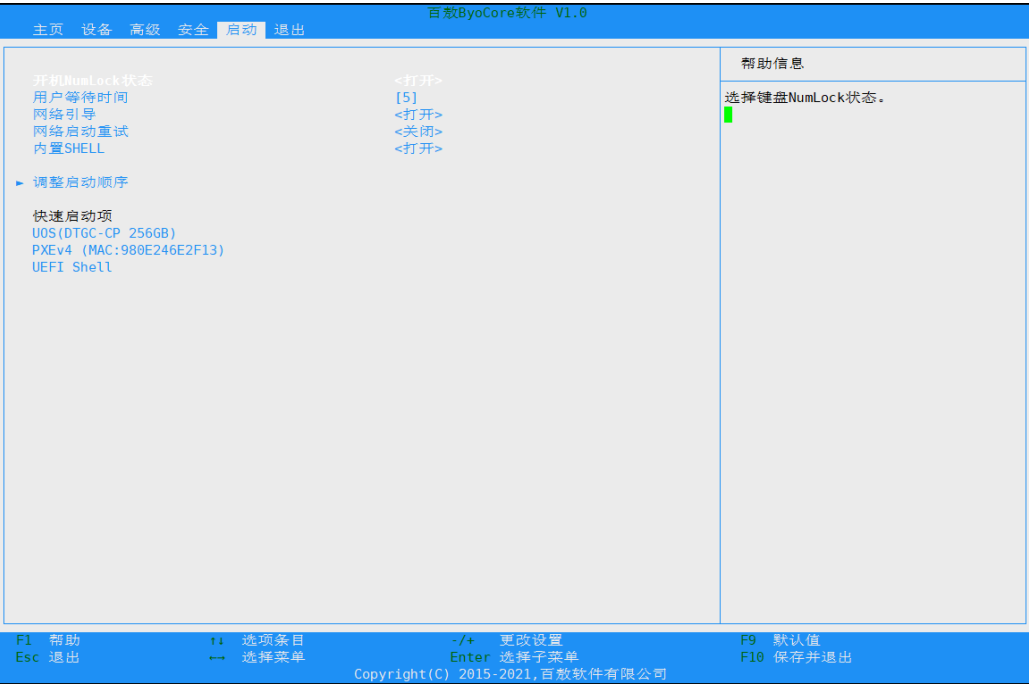 百敖ByoCore软件 V1.0
主页 设备 高级 安全 启动 退出
帮助信息
开机NumLock状态 <打开>
用户等待时间 [5]
网络引导 <打开>
网络启动重试 <关闭>
内置SHELL <打开>
► 调整启动顺序
快速启动项
UOS(DTGC-CP 256GB)
PXEv4 (MAC:980E246E2F13)
UEFI Shell
选择键盘NumLock状态。
F1 帮助 ↑↓ 选项条目 -/+ 更改设置 F9 默认值
Esc 退出 ←→ 选择菜单 Enter 选择子菜单 F10 保存并退出
Copyright(C) 2015-2021,百敖软件有限公司